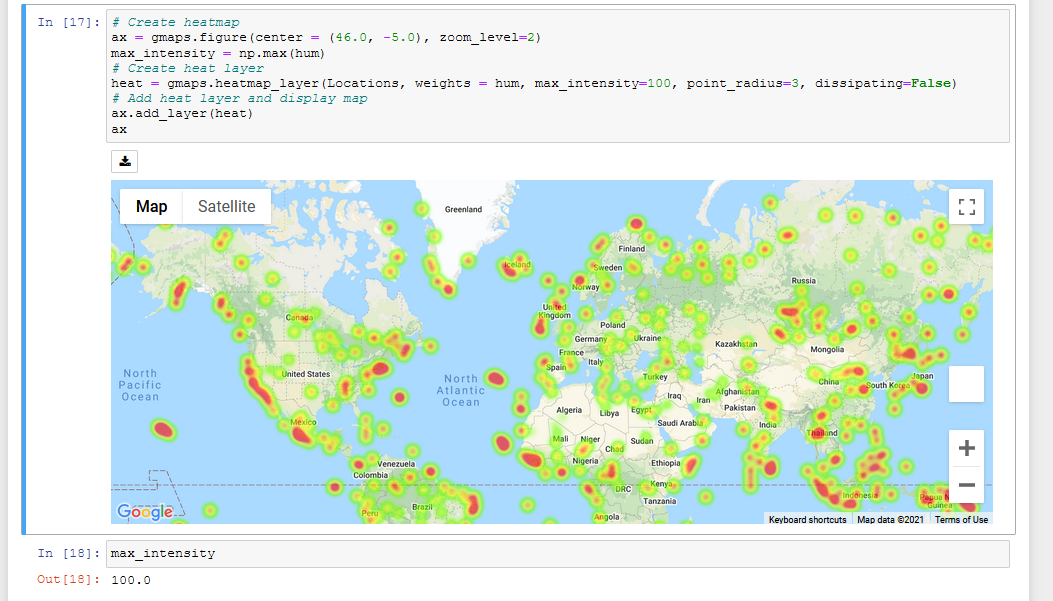 In [17]:
# Create heatmap
ax = gmaps.figure(center = (46.0, -5.0), zoom_level=2)
max_intensity = np.max(hum)
# Create heat layer
heat = gmaps.heatmap_layer(Locations, weights = hum, max_intensity=100, point_radius=3, dissipating=False)
# Add heat layer and display map
ax.add_layer(heat)
ax
Map Satellite
Greenland
Iceland
Finland
Sweden
Norway
Russia
United
Kingdom
Canada
Poland
Germany
Ukraine
Kazakhstan
Mongolia
France
Italy
Spain
North
Pacific
Ocean
United States
North
Atlantic
Ocean
Turkey
China
South Korea
Japan
Afghanistan
Iraq
Iran
Pakistan
Algeria
Libya
Egypt
Saudi Arabia
India
Mexico
Thailand
Mali
Niger
Chad
Sudan
Nigeria
Ethiopia
Venezuela
Colombia
DRC
Kenya
Tanzania
Indonesia
Papua N
Guinea
Brazil
Peru
Angola
Google
Keyboard shortcuts Map data ©2021 Terms of Use
In [18]: max_intensity
Out[18]: 100.0